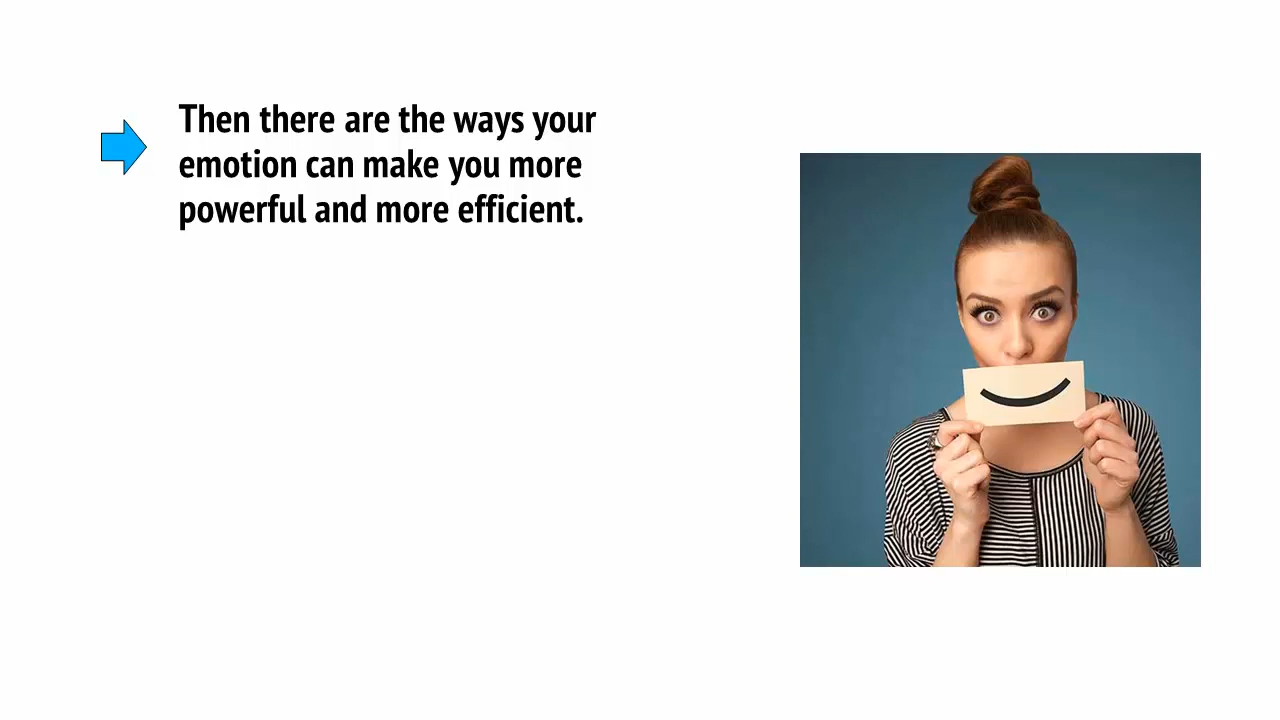 Then there are the ways your
emotion can make you more
powerful and more efficient.